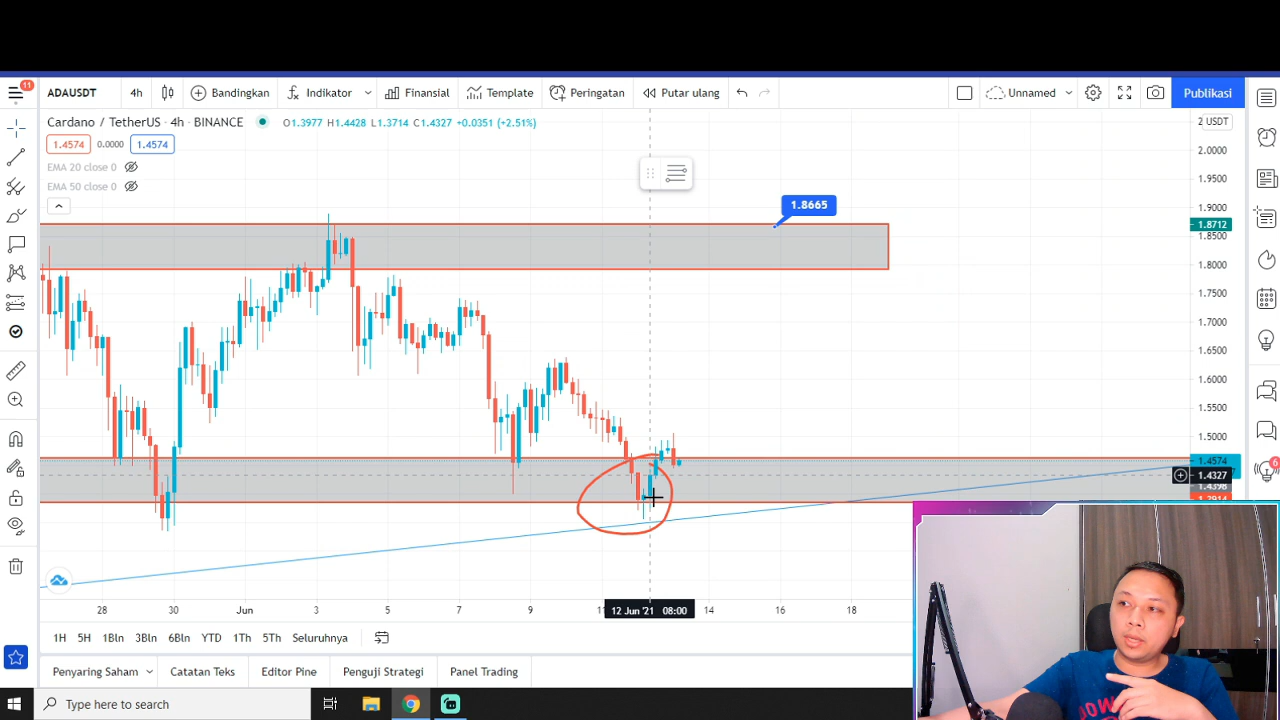 11
ADAUSDT 4h Bandingkan Indikator Finansial Template Peringatan Putar ulang Unnamed Publikasi
Cardano / TetherUS · 4h · BINANCE O1.3977 H1.4428 L1.3714 C1.4327 +0.0351 (+2.51%)
1.4574 0.0000 1.4574
EMA 20 close 0
EMA 50 close 0
1.8665
USDT
2.0000
1.9500
1.9000
1.8712
1.8500
1.8000
1.7500
1.7000
1.6500
1.6000
1.5500
1.5000
1.4574
1.4327
1.4398
6
28 30 Jun 3 5 7 9 12 Jun '21 08:00 14 16 18
1H 5H 1Bln 3Bln 6Bln YTD 1Th 5Th Seluruhnya
Penyaring Saham Catatan Teks Editor Pine Penguji Strategi Panel Trading
Type here to search